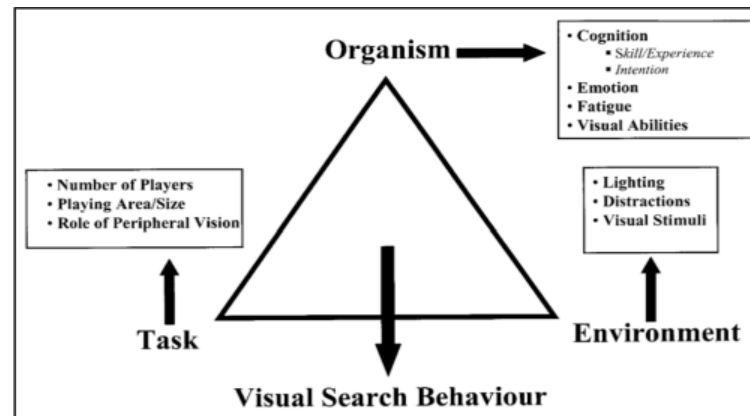 Organism
• Cognition
▪ Skill/Experience
▪ Intention
• Emotion
• Fatigue
• Visual Abilities
• Number of Players
• Playing Area/Size
• Role of Peripheral Vision
• Lighting
• Distractions
• Visual Stimuli
Task
Environment
Visual Search Behaviour